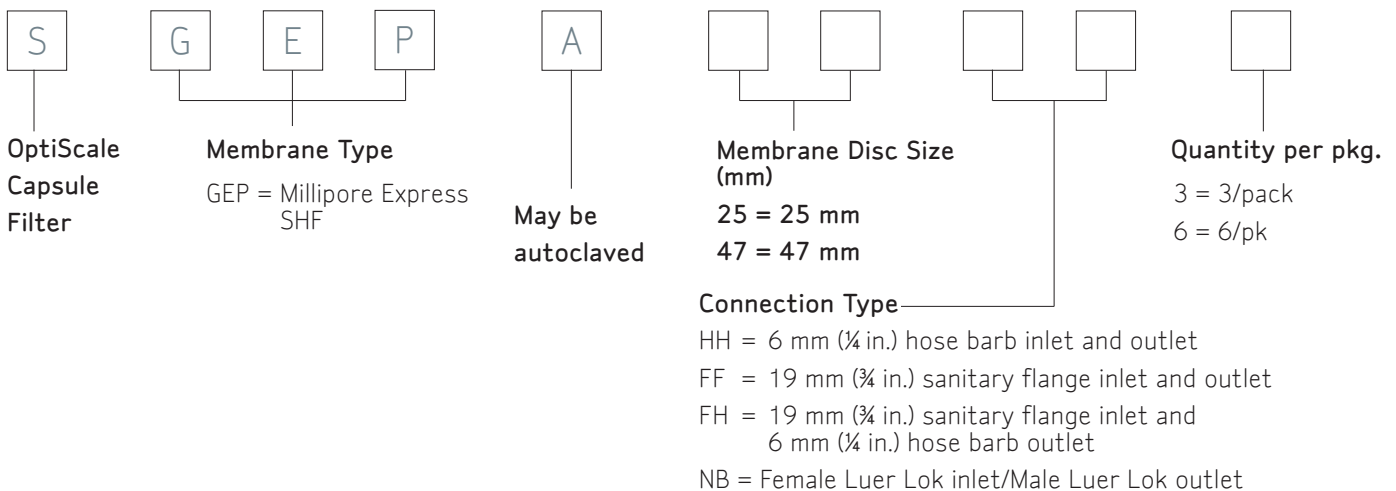 S G E P A
OptiScale
Capsule
Filter
Membrane Type
GEP = Millipore Express
SHF
May be
autoclaved
Membrane Disc Size
(mm)
25 = 25 mm
47 = 47 mm
Quantity per pkg.
3 = 3/pack
6 = 6/pk
Connection Type
HH = 6 mm (¼ in.) hose barb inlet and outlet
FF = 19 mm (¾ in.) sanitary flange inlet and outlet
FH = 19 mm (¾ in.) sanitary flange inlet and
6 mm (¼ in.) hose barb outlet
NB = Female Luer Lok inlet/Male Luer Lok outlet